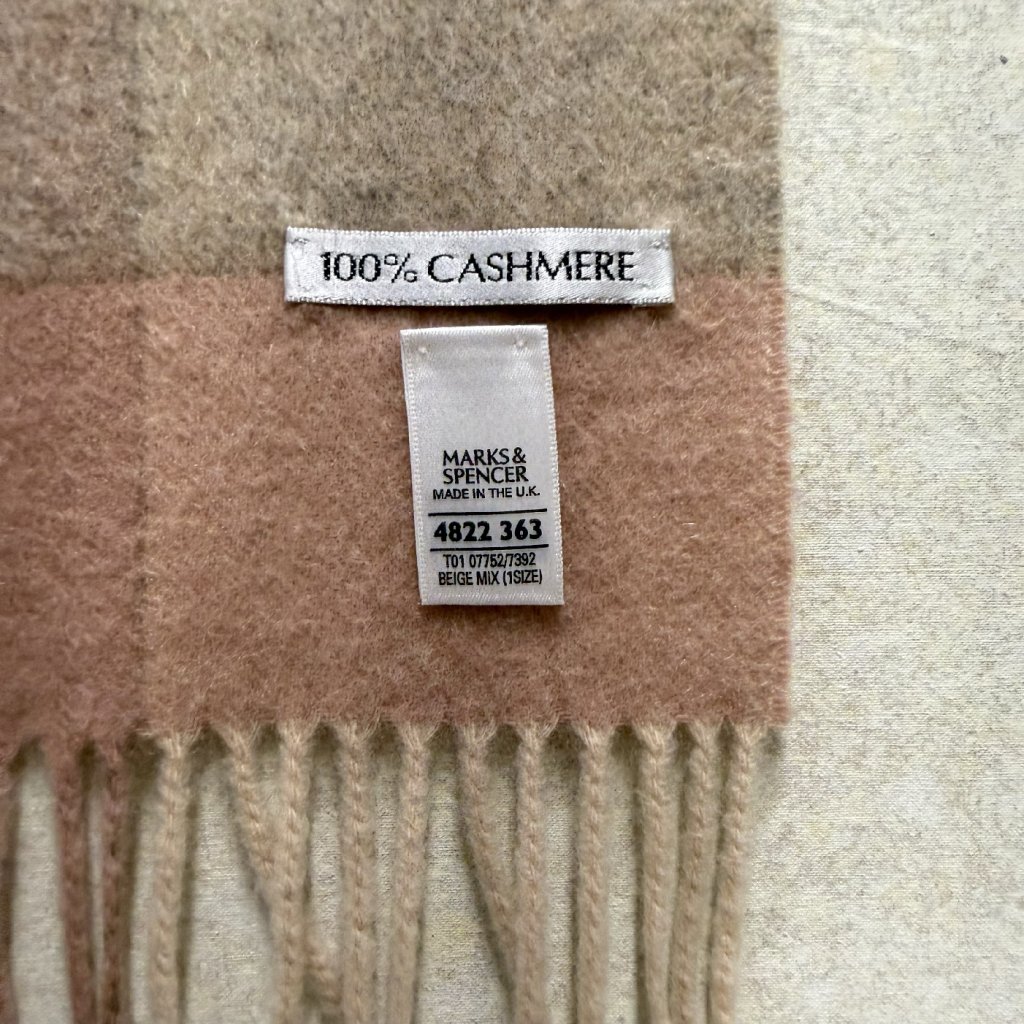 100% CASHMERE
MARKS &
SPENCER
MADE IN THE U.K.
4822 363
T01 07752/7392
BEIGE MIX (1SIZE)